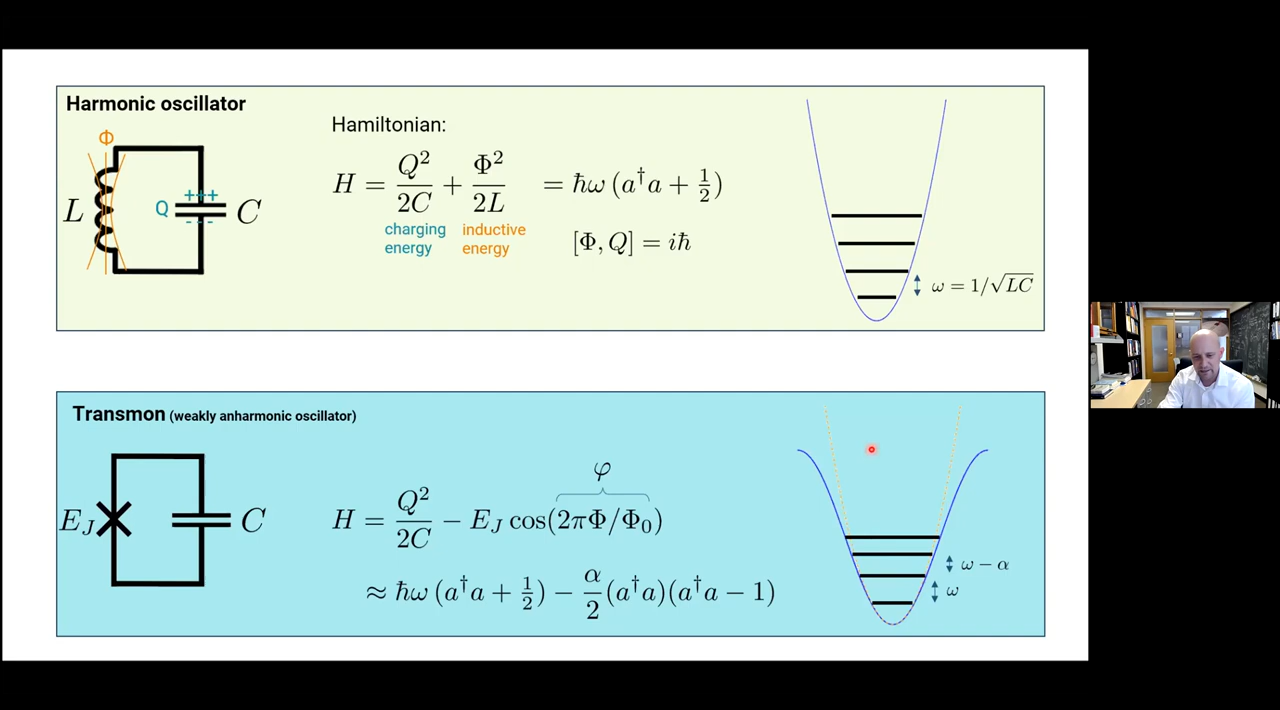 Harmonic oscillator
Φ
L
Q
+++
- - -
C
Hamiltonian:
H = Q²/2C + Φ²/2L = ħω (a†a + ½)
charging energy
inductive energy
[Φ, Q] = iħ
ω = 1/√LC
Transmon (weakly anharmonic oscillator)
E_J
C
φ
H = Q²/2C − E_J cos(2πΦ/Φ₀)
≈ ħω (a†a + ½) − α/2 (a†a)(a†a − 1)
ω − α
ω